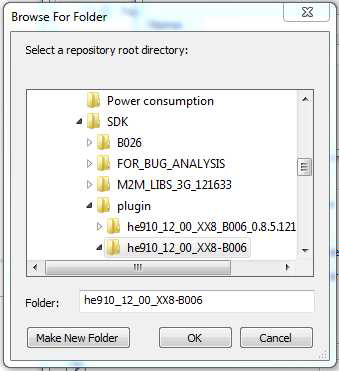 Browse For Folder
Select a repository root directory:
Power consumption
SDK
B026
FOR_BUG_ANALYSIS
M2M_LIBS_3G_121633
plugin
he910_12_00_XX8_B006_0.8.5.121
he910_12_00_XX8-B006
Folder:
he910_12_00_XX8-B006
Make New Folder
OK
Cancel